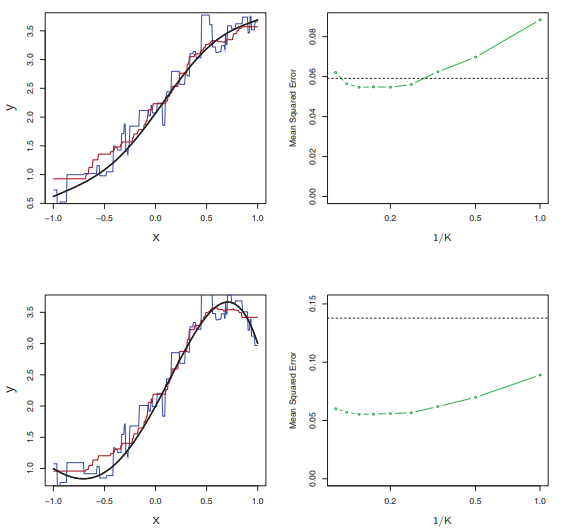 y
0.5 1.0 1.5 2.0 2.5 3.0 3.5
−1.0 −0.5 0.0 0.5 1.0
x
Mean Squared Error
0.00 0.02 0.04 0.06 0.08
0.2 0.5 1.0
1/K
y
1.0 1.5 2.0 2.5 3.0 3.5
−1.0 −0.5 0.0 0.5 1.0
x
Mean Squared Error
0.00 0.05 0.10 0.15
0.2 0.5 1.0
1/K